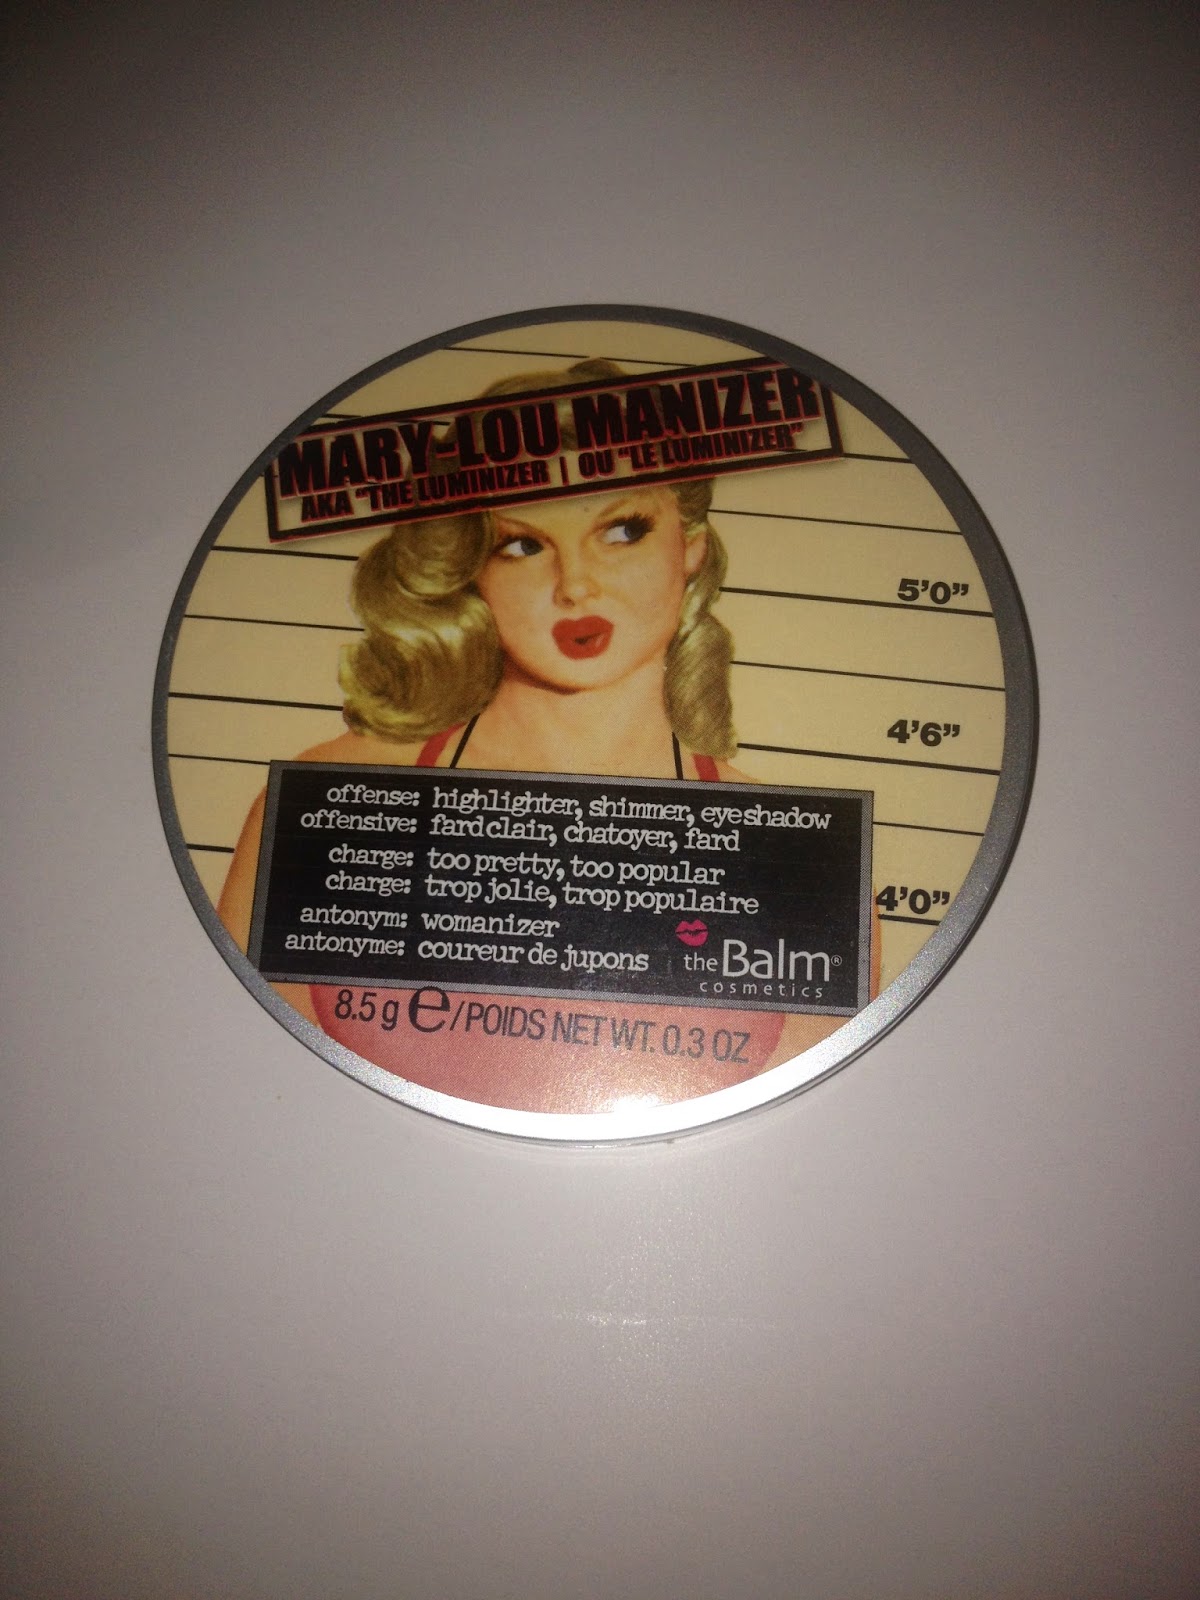 MARY-LOU MANIZER
AKA "THE LUMINIZER | OU "LE LUMINIZER"
5'0”
4'6”
4'0”
offense: highlighter, shimmer, eyeshadow
offensive: fard clair, chatoyer, fard
charge: too pretty, too popular
charge: trop jolie, trop populaire
antonym: womanizer
antonyme: coureur de jupons
theBalm®
cosmetics
8.5 g ℮/POIDS NET WT. 0.3 OZ